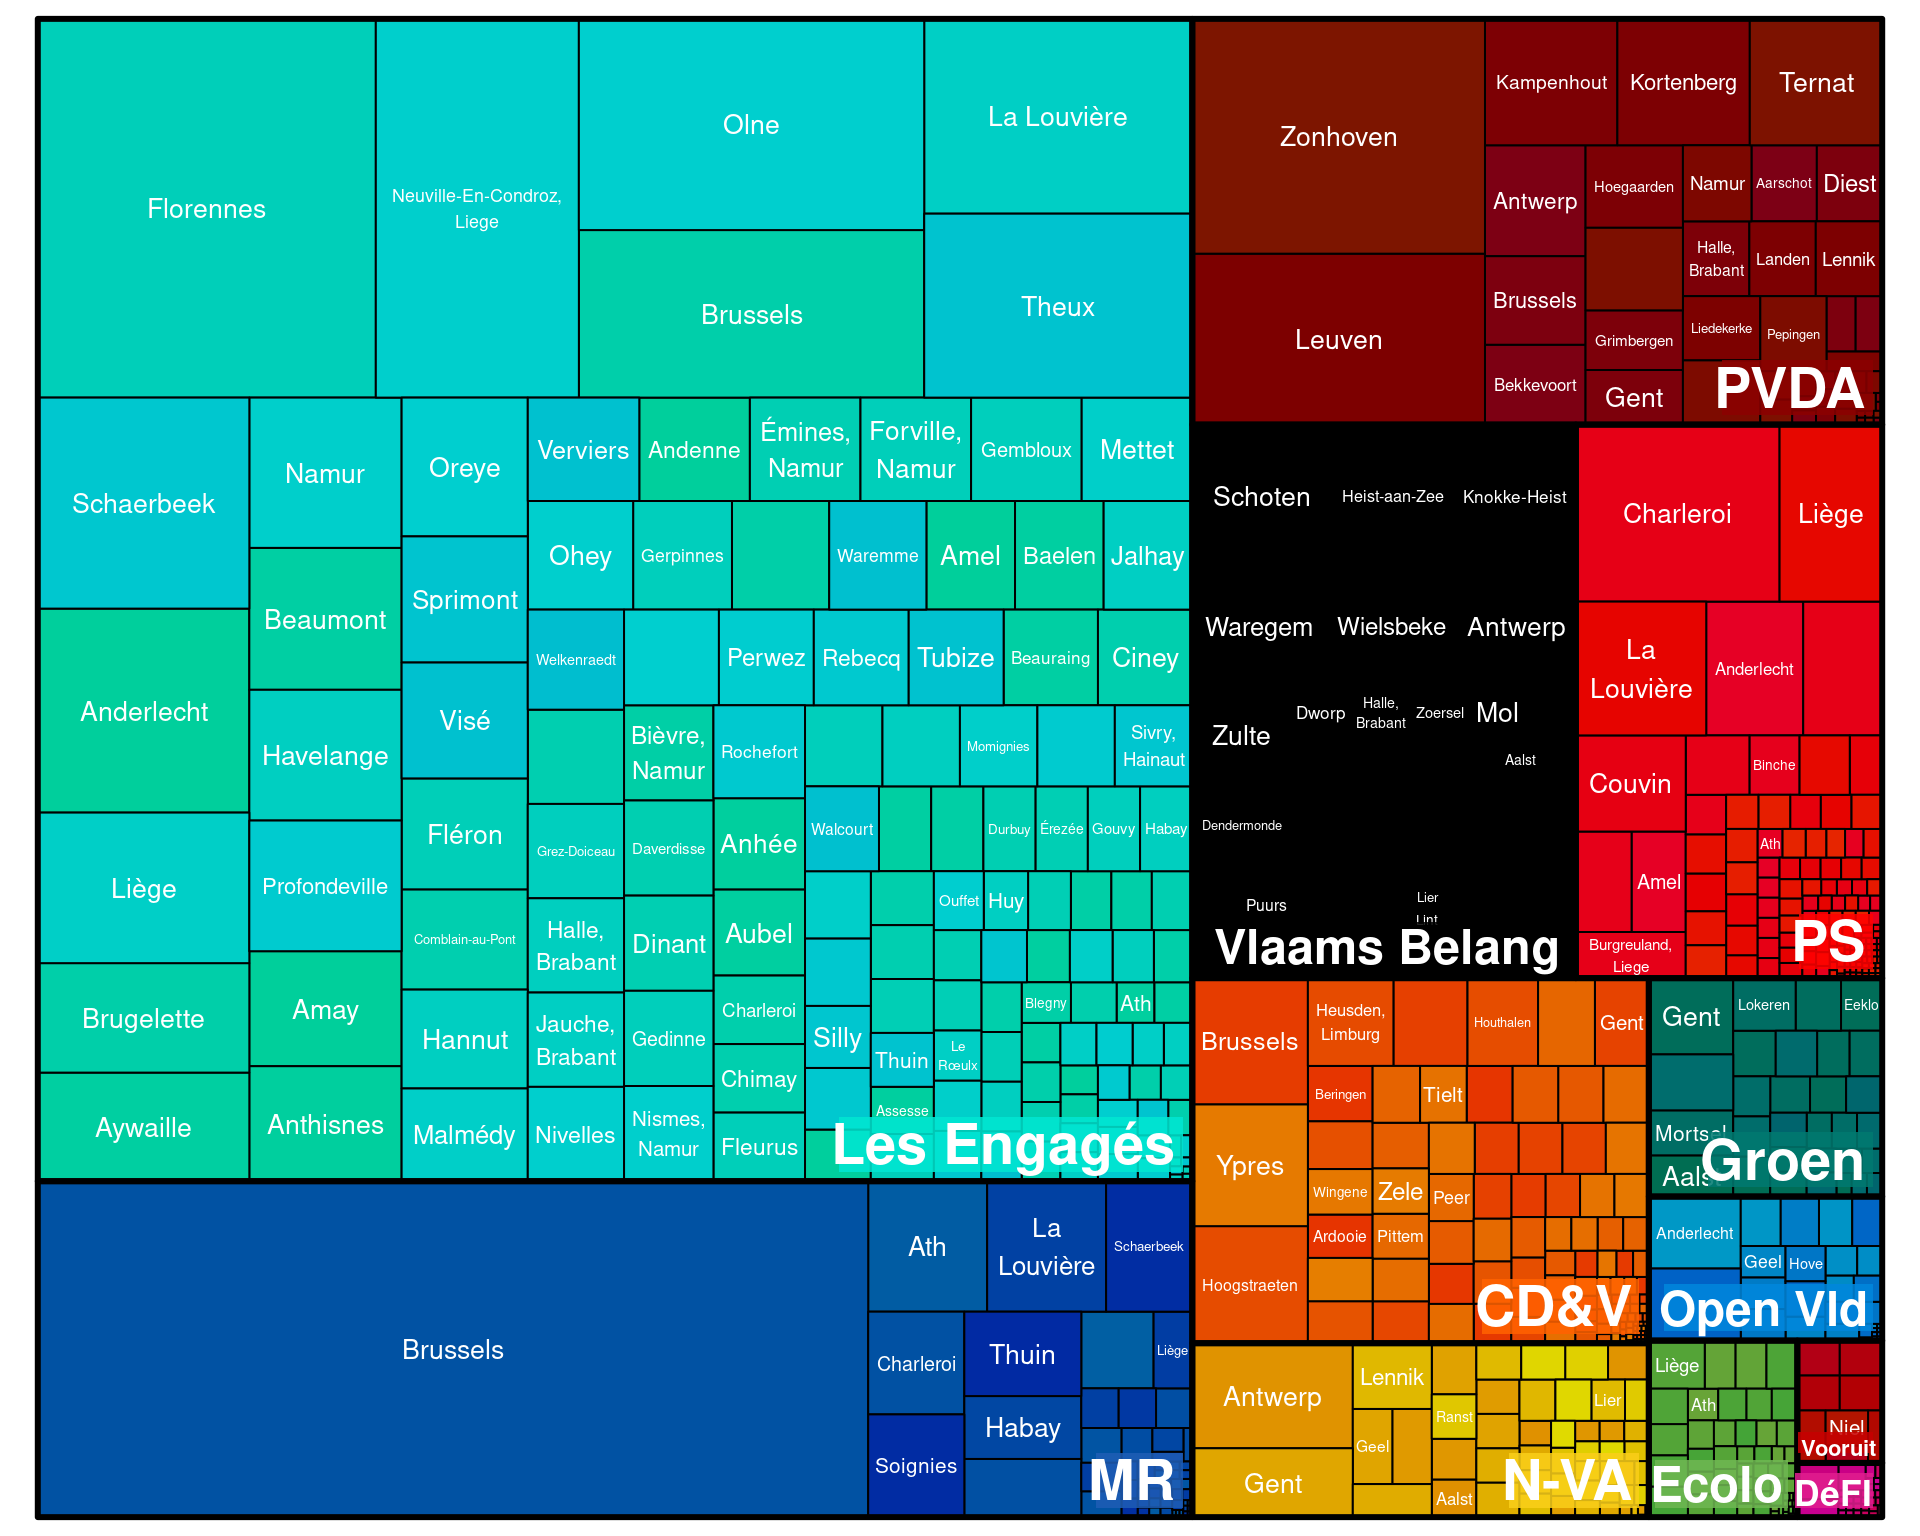 Florennes
Neuville-En-Condroz,
Liege
Olne
La Louvière
Brussels
Theux
Schaerbeek
Namur
Oreye
Verviers
Andenne
Émines,
Namur
Forville,
Namur
Gembloux
Mettet
Ohey
Gerpinnes
Waremme
Amel
Baelen
Jalhay
Sprimont
Beaumont
Anderlecht
Welkenraedt
Perwez
Rebecq
Tubize
Beauraing
Ciney
Visé
Havelange
Bièvre,
Namur
Rochefort
Momignies
Sivry,
Hainaut
Fléron
Grez-Doiceau
Daverdisse
Anhée
Walcourt
Durbuy
Érezée
Gouvy
Habay
Liège
Profondeville
Comblain-au-Pont
Halle,
Brabant
Dinant
Aubel
Ouffet
Huy
Brugelette
Amay
Hannut
Jauche,
Brabant
Gedinne
Charleroi
Silly
Blegny
Ath
Thuin
Le
Rœulx
Chimay
Aywaille
Anthisnes
Malmédy
Nivelles
Nismes,
Namur
Fleurus
Assesse
Les Engagés
Brussels
Ath
La
Louvière
Schaerbeek
Charleroi
Thuin
Liège
Soignies
Habay
MR
Zonhoven
Leuven
Kampenhout
Kortenberg
Ternat
Antwerp
Hoegaarden
Namur
Aarschot
Diest
Halle,
Brabant
Landen
Lennik
Brussels
Grimbergen
Liedekerke
Pepingen
Bekkevoort
Gent
PVDA
Schoten
Heist-aan-Zee
Knokke-Heist
Waregem
Wielsbeke
Antwerp
Zulte
Dworp
Halle,
Brabant
Zoersel
Mol
Aalst
Dendermonde
Puurs
Lier
Lint
Vlaams Belang
Charleroi
Liège
La
Louvière
Anderlecht
Couvin
Binche
Ath
Amel
Burgreuland,
Liege
PS
Brussels
Heusden,
Limburg
Houthalen
Gent
Beringen
Tielt
Ypres
Wingene
Zele
Peer
Ardooie
Pittem
Hoogstraeten
CD&V
Gent
Lokeren
Eeklo
Mortsel
Aalst
Groen
Anderlecht
Geel
Hove
Open Vld
Antwerp
Lennik
Ranst
Lier
Geel
Gent
Aalst
N-VA
Liège
Ath
Ecolo
Niel
Vooruit
DéFI